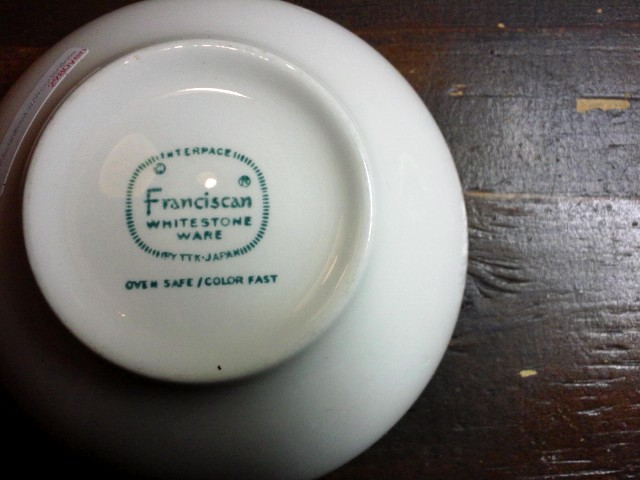 INTERPACE
®
Franciscan
WHITESTONE
WARE
BY TTK·JAPAN
OVEN SAFE / COLOR FAST